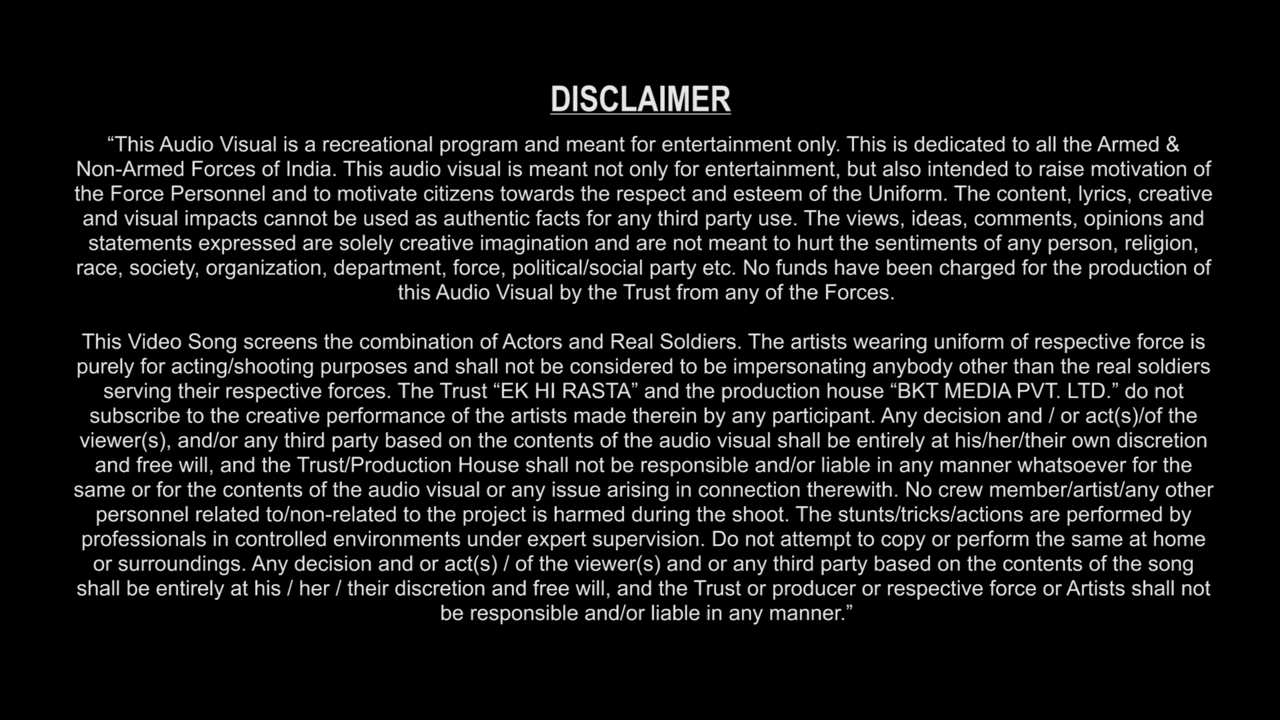 DISCLAIMER
“This Audio Visual is a recreational program and meant for entertainment only. This is dedicated to all the Armed &
Non-Armed Forces of India. This audio visual is meant not only for entertainment, but also intended to raise motivation of
the Force Personnel and to motivate citizens towards the respect and esteem of the Uniform. The content, lyrics, creative
and visual impacts cannot be used as authentic facts for any third party use. The views, ideas, comments, opinions and
statements expressed are solely creative imagination and are not meant to hurt the sentiments of any person, religion,
race, society, organization, department, force, political/social party etc. No funds have been charged for the production of
this Audio Visual by the Trust from any of the Forces.
This Video Song screens the combination of Actors and Real Soldiers. The artists wearing uniform of respective force is
purely for acting/shooting purposes and shall not be considered to be impersonating anybody other than the real soldiers
serving their respective forces. The Trust “EK HI RASTA” and the production house “BKT MEDIA PVT. LTD.” do not
subscribe to the creative performance of the artists made therein by any participant. Any decision and / or act(s)/of the
viewer(s), and/or any third party based on the contents of the audio visual shall be entirely at his/her/their own discretion
and free will, and the Trust/Production House shall not be responsible and/or liable in any manner whatsoever for the
same or for the contents of the audio visual or any issue arising in connection therewith. No crew member/artist/any other
personnel related to/non-related to the project is harmed during the shoot. The stunts/tricks/actions are performed by
professionals in controlled environments under expert supervision. Do not attempt to copy or perform the same at home
or surroundings. Any decision and or act(s) / of the viewer(s) and or any third party based on the contents of the song
shall be entirely at his / her / their discretion and free will, and the Trust or producer or respective force or Artists shall not
be responsible and/or liable in any manner.”